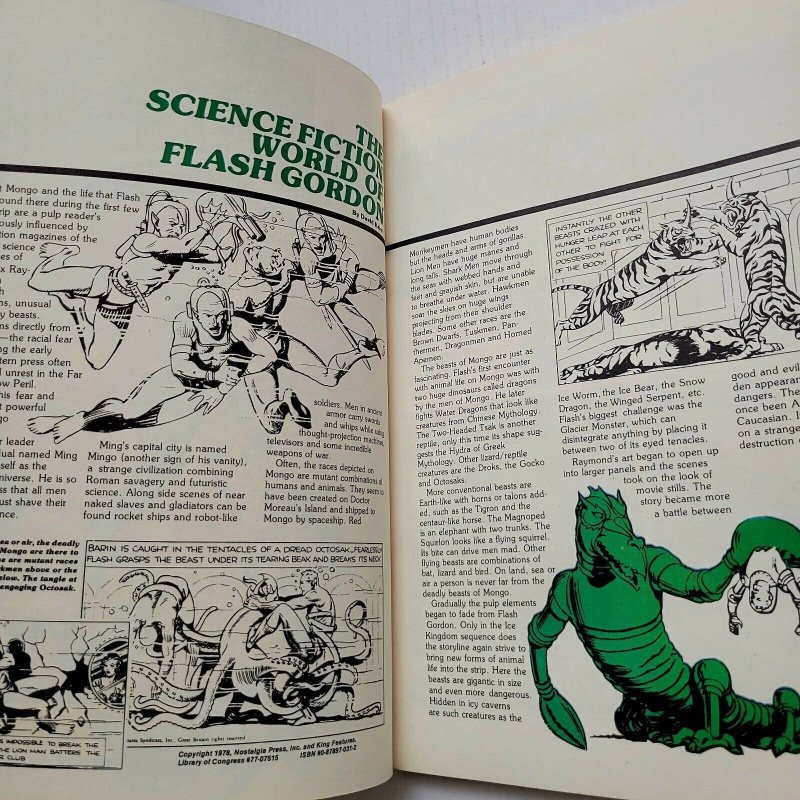 THE
SCIENCE FICTION
WORLD OF
FLASH GORDON
By David
t Mongo and the life that Flash
ound there during the first few
rip are a pulp reader's
ously influenced by
tion magazines of the
science
es of
x Ray-
h
ns, unusual
y beasts.
ns directly from
—the racial fear
ng the early
tern press often
d unrest in the Far
ow Peril.
his fear and
t powerful
go
r leader
dual named Ming
self as the
niverse. He is so
s that all men
ust shave their
nce.
ea or air, the deadly
Mongo are there to
ne are mutant races
kmen above or the
elow. The tangle at
engaging Octosak.
Ming's capital city is named
Mingo (another sign of his vanity),
a strange civilization combining
Roman savagery and futuristic
science. Along side scenes of near
naked slaves and gladiators can be
found rocket ships and robot-like
soldiers. Men in ancient
armor carry swords
and whips while using
thought-projection machines,
televisors and some incredible
weapons of war.
Often, the races depicted on
Mongo are mutant combinations of
humans and animals. They seem to
have been created on Doctor
Moreau's Island and shipped to
Mongo by spaceship. Red
BARIN IS CAUGHT IN THE TENTACLES OF A DREAD OCTOSAK—FEARLESSLY
FLASH GRASPS THE BEAST UNDER ITS TEARING BEAK AND BREAKS ITS NECK
IMPOSSIBLE TO BREAK THE
HE LION MAN BATTERS THE
R CLUB
tures Syndicate, Inc. Great Britain rights reserved
Copyright 1978, Nostalgia Press, Inc. and King Features.
Library of Congress #77-07515 ISBN #0-87897-031-2
Monkeymen have human bodies
but the heads and arms of gorillas.
Lion Men have huge manes and
long tails. Shark Men move through
the seas with webbed hands and
feet and grayish skin, but are unable
to breathe under water. Hawkmen
soar the skies on huge wings
projecting from their shoulder
blades. Some other races are the
Brown Dwarfs, Tuskmen, Pan-
thermen, Dragonmen and Horned
Apemen.
The beasts of Mongo are just as
fascinating. Flash's first encounter
with animal life on Mongo was with
two huge dinosaurs called dragons
by the men of Mongo. He later
fights Water Dragons that look like
creatures from Chinese Mythology.
The Two-Headed Tsak is another
reptile, only this time its shape sug-
gests the Hydra of Greek
Mythology. Other lizard/reptile
creatures are the Droks, the Gocko
and Octosaks.
More conventional beasts are
Earth-like with horns or talons add-
ed, such as the Tigron and the
centaur-like horse. The Magnoped
is an elephant with two trunks. The
Squirlon looks like a flying squirrel.
Its bite can drive men mad. Other
flying beasts are combinations of
bat, lizard and bird. On land, sea or
air a person is never far from the
deadly beasts of Mongo.
Gradually the pulp elements
began to fade from Flash
Gordon. Only in the Ice
Kingdom sequence does
the storyline again strive to
bring new forms of animal
life into the strip. Here the
beasts are gigantic in size
and even more dangerous.
Hidden in icy caverns
are such creatures as the
INSTANTLY THE OTHER
BEASTS CRAZED WITH
HUNGER LEAP AT EACH
OTHER TO FIGHT FOR
POSSESSION
OF THE BODY!
Ice Worm, the Ice Bear, the Snow
Dragon, the Winged Serpent, etc.
Flash's biggest challenge was the
Glacier Monster, which can
disintegrate anything by placing it
between two of its eyed tenacles.
Raymond's art began to open up
into larger panels and the scenes
took on the look of
movie stills. The
story became more
a battle between
good and evil
den appearan
dangers. The
once been A
Caucasian
on a strange
destruction